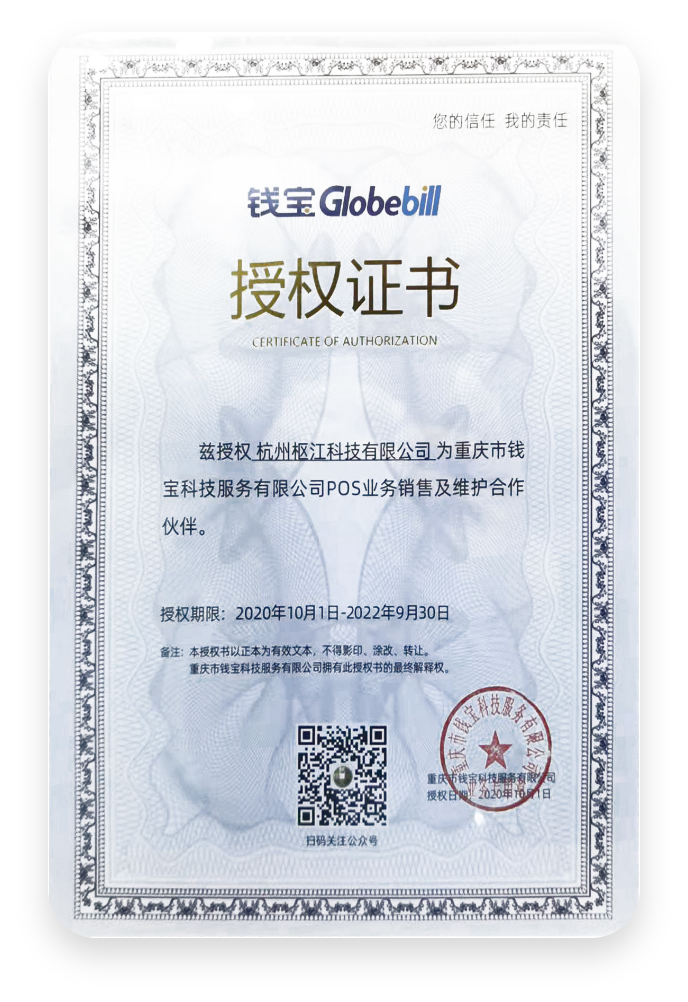 您的信任 我的责任
钱宝 Globebill
授权证书
CERTIFICATE OF AUTHORIZATION
兹授权 杭州枢江科技有限公司 为重庆市钱
宝科技服务有限公司POS业务销售及维护合作
伙伴。
授权期限：2020年10月1日-2022年9月30日
备注：本授权书以正本为有效文本，不得影印、涂改、转让。
重庆市钱宝科技服务有限公司拥有此授权书的最终解释权。
重庆市钱宝科技服务有限公司
重庆市钱宝科技服务有限公司
授权日期：2020年10月1日
扫码关注公众号